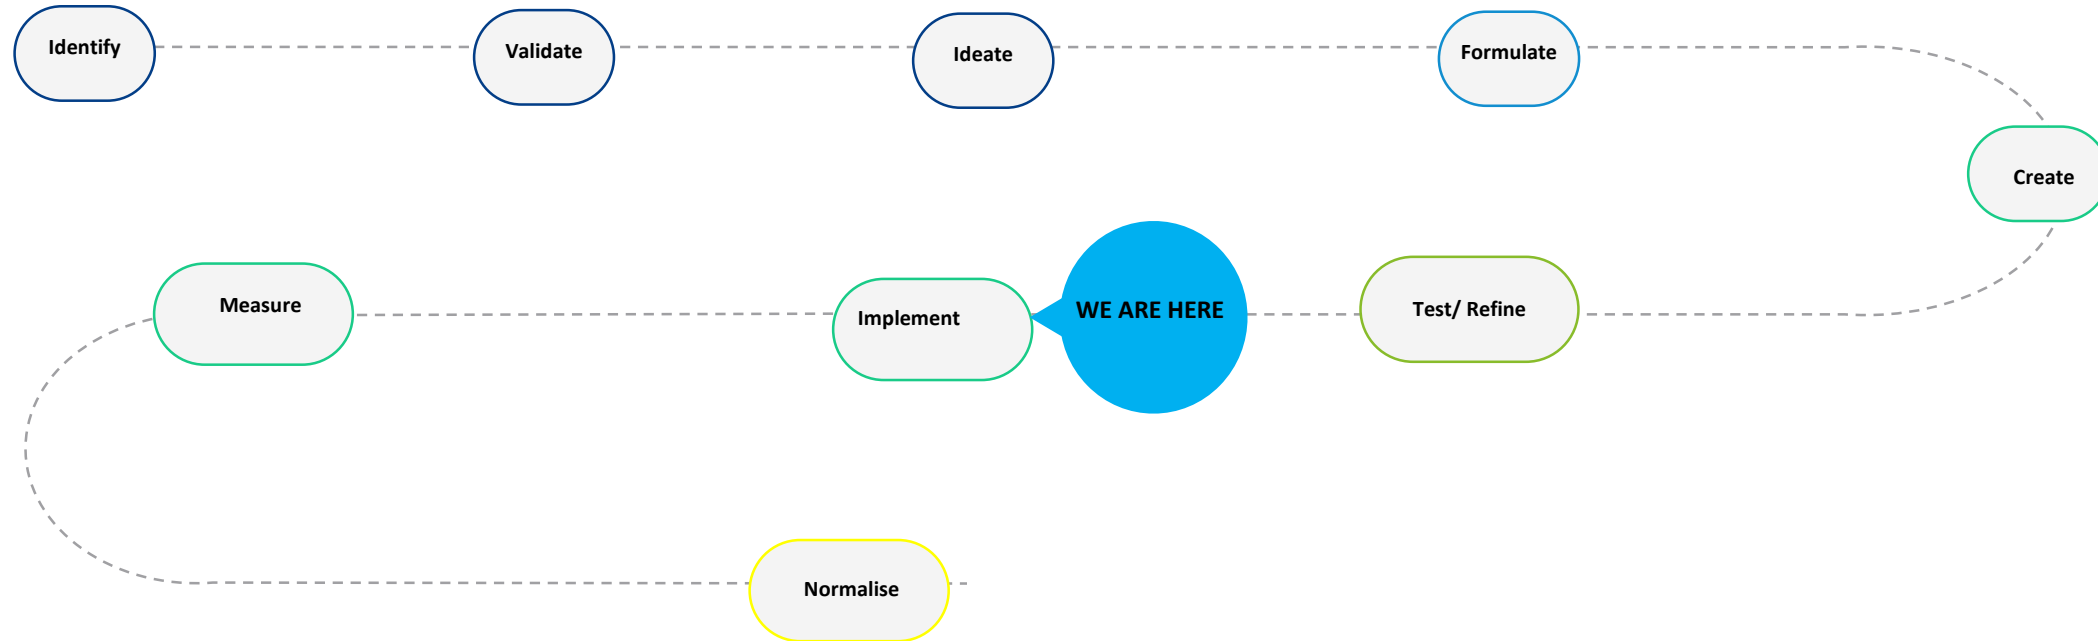 Identify
Validate
Ideate
Formulate
Create
Test/ Refine
WE ARE HERE
Implement
Measure
Normalise